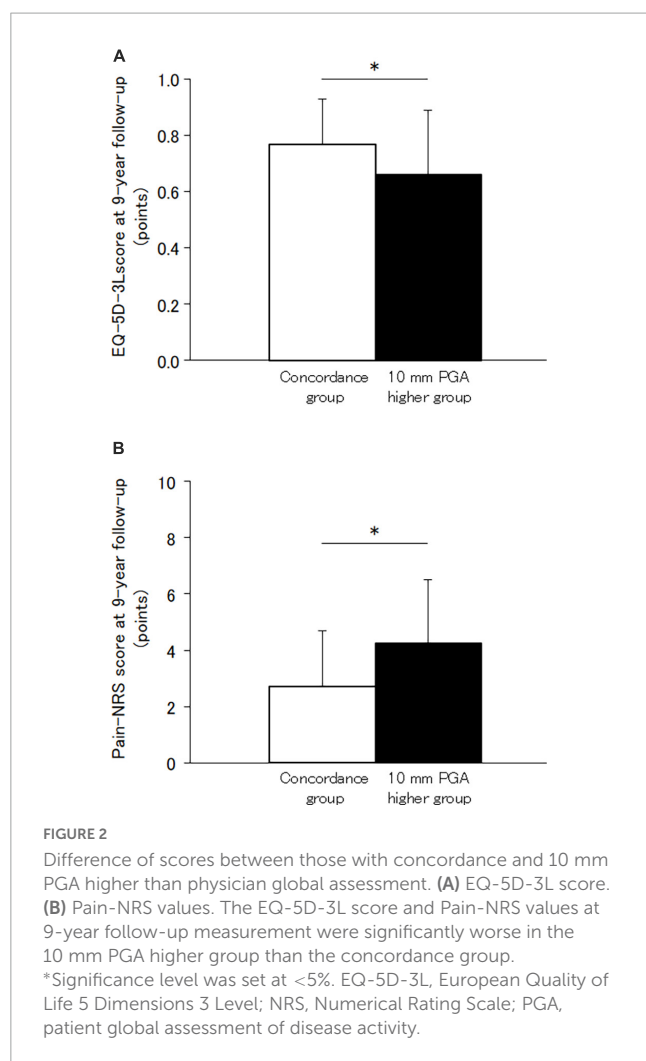 A
*
1.0
0.8
0.6
0.4
0.2
0.0
EQ-5D-3Lscore at 9-year follow-up
(points)
Concordance
group
10 mm PGA
higher group
B
*
10
8
6
4
2
0
Pain-NRS score at 9-year follow-up
(points)
Concordance
group
10 mm PGA
higher group
FIGURE 2
Difference of scores between those with concordance and 10 mm
PGA higher than physician global assessment. (A) EQ-5D-3L score.
(B) Pain-NRS values. The EQ-5D-3L score and Pain-NRS values at
9-year follow-up measurement were significantly worse in the
10 mm PGA higher group than the concordance group.
*Significance level was set at <5%. EQ-5D-3L, European Quality of
Life 5 Dimensions 3 Level; NRS, Numerical Rating Scale; PGA,
patient global assessment of disease activity.